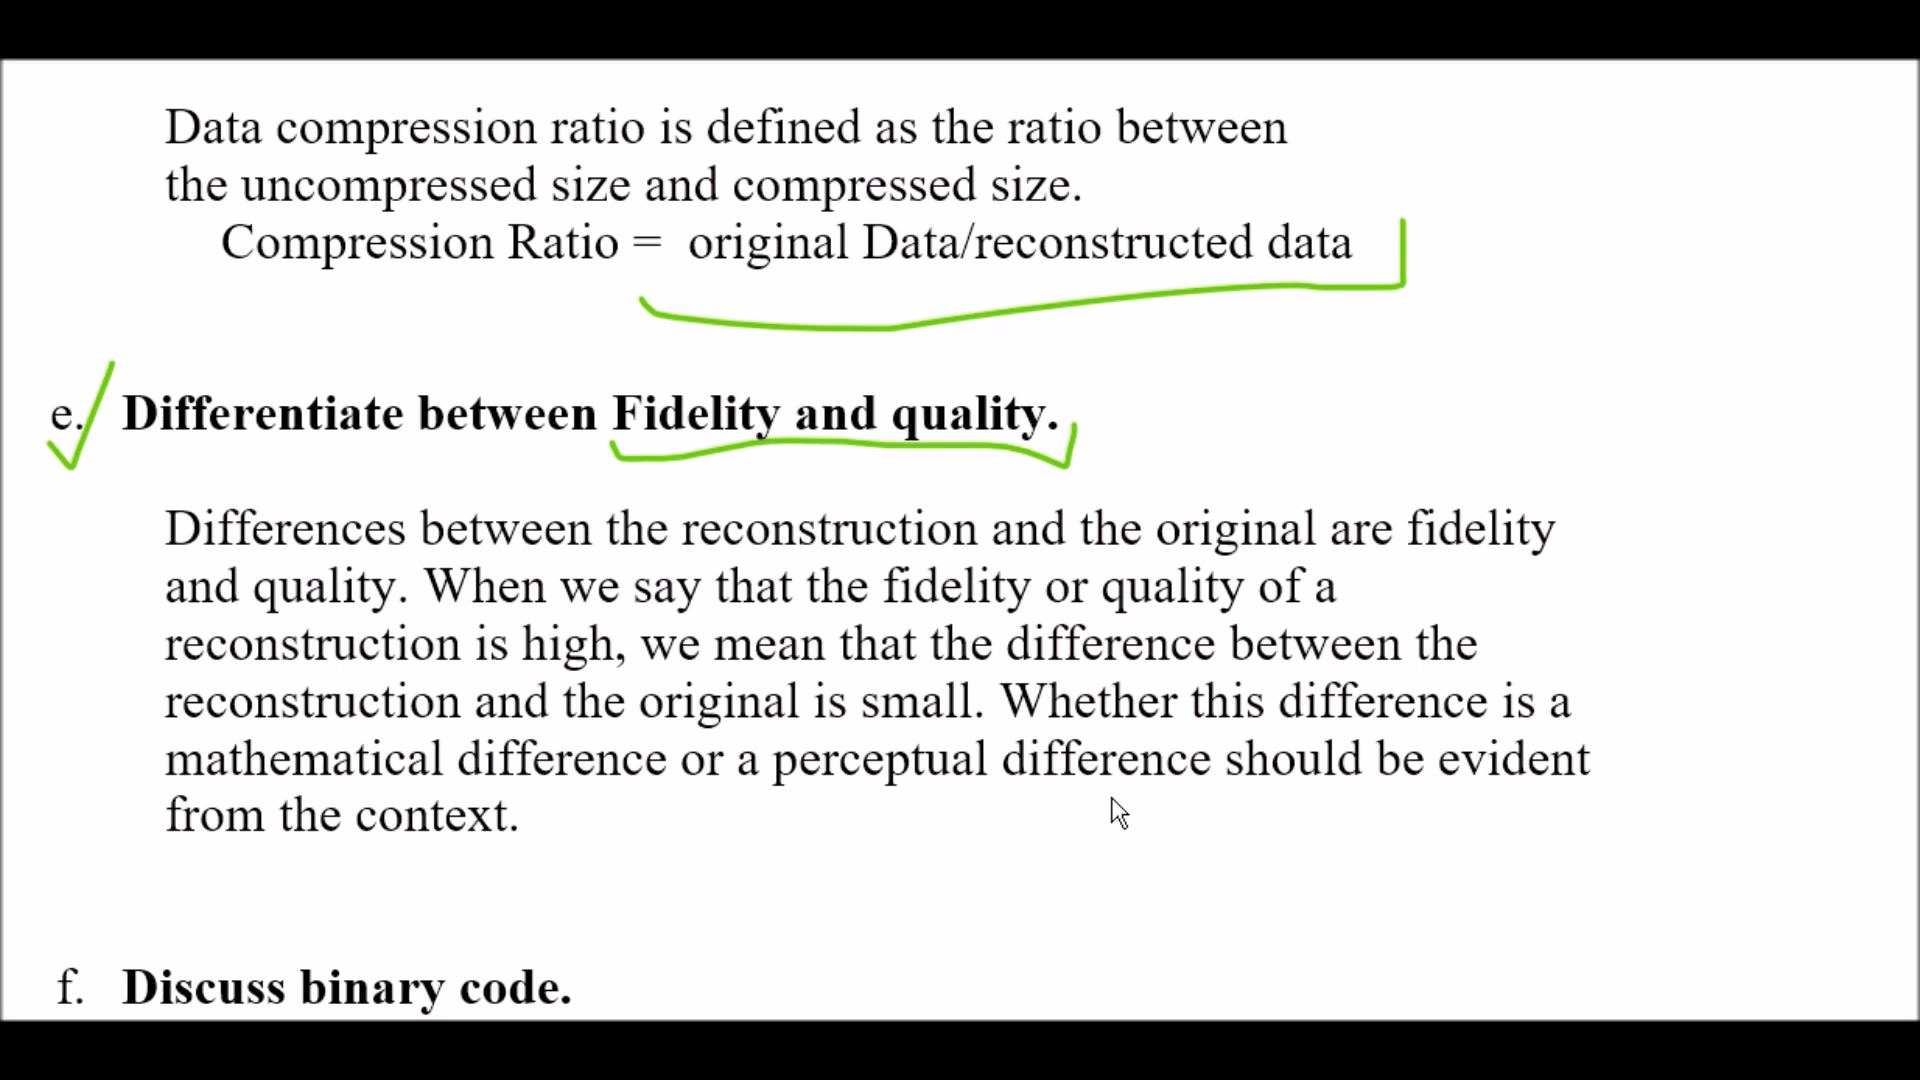 Data compression ratio is defined as the ratio between
the uncompressed size and compressed size.
Compression Ratio = original Data/reconstructed data
e. Differentiate between Fidelity and quality.
Differences between the reconstruction and the original are fidelity
and quality. When we say that the fidelity or quality of a
reconstruction is high, we mean that the difference between the
reconstruction and the original is small. Whether this difference is a
mathematical difference or a perceptual difference should be evident
from the context.
f. Discuss binary code.